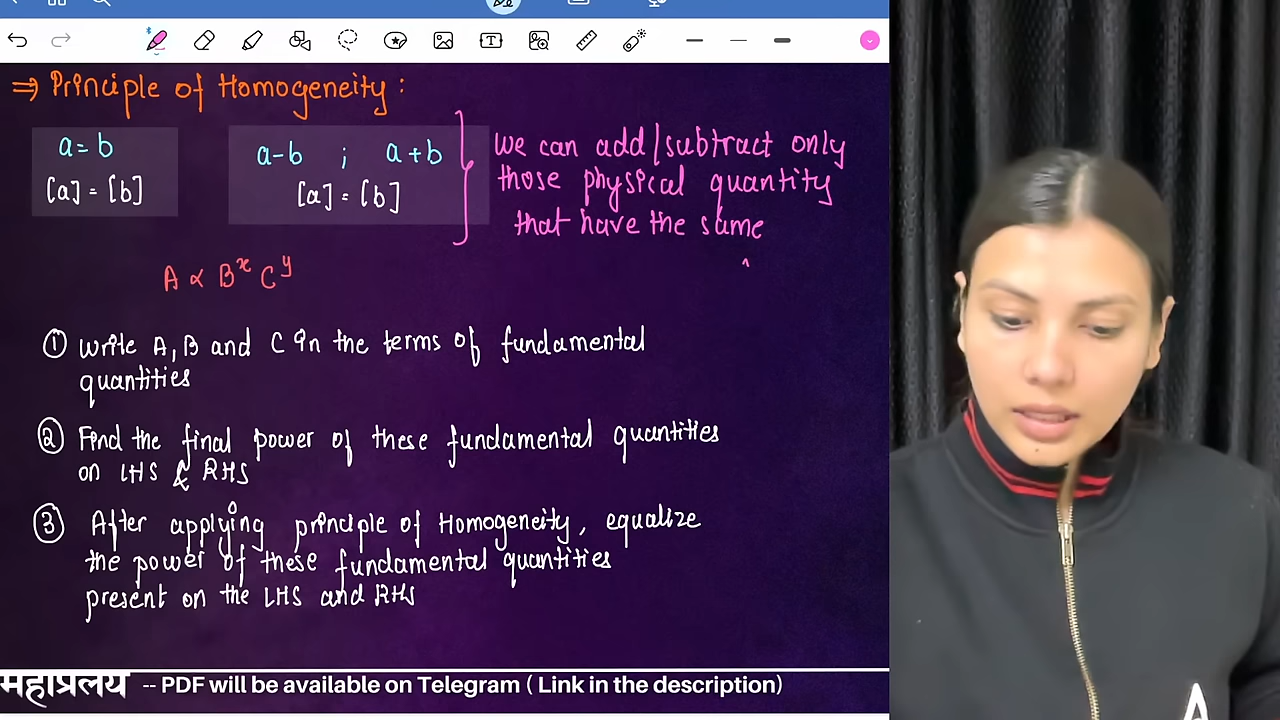 ⇒ Principle of Homogeneity :
a = b
[a] = [b]
a-b ; a+b
[a] = [b]
we can add/subtract only
those physical quantity
that have the same
A ∝ Bˣ Cʸ
① Write A, B and C in the terms of fundamental
quantities
② Find the final power of these fundamental quantities
on LHS & RHS
③ After applying principle of Homogeneity, equalize
the power of these fundamental quantities
present on the LHS and RHS
महाप्रलय -- PDF will be available on Telegram ( Link in the description)
A